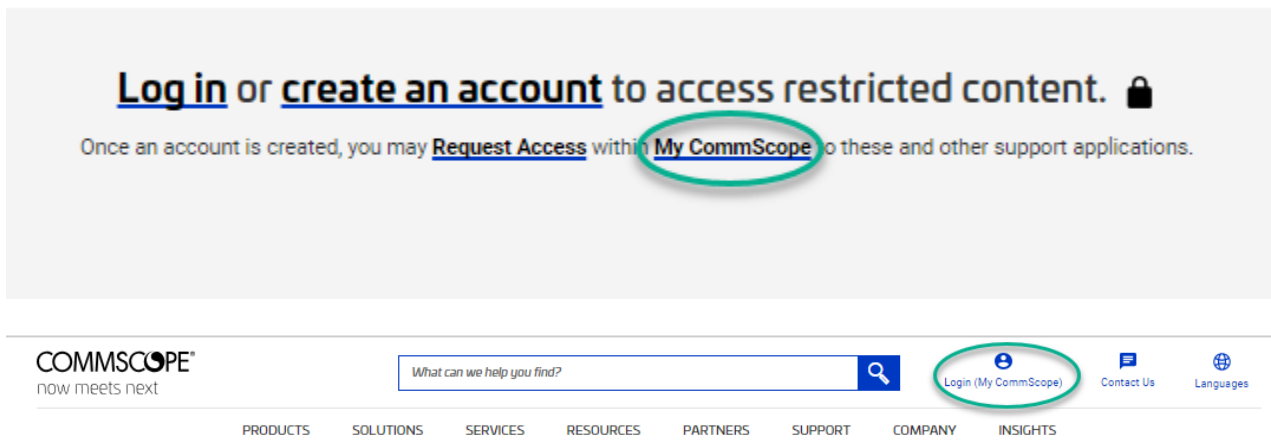 Log in or create an account to access restricted content.
Once an account is created, you may Request Access within My CommScope to these and other support applications.
COMMSCOPE®
now meets next
What can we help you find?
Login (My CommScope)
Contact Us
Languages
PRODUCTS SOLUTIONS SERVICES RESOURCES PARTNERS SUPPORT COMPANY INSIGHTS